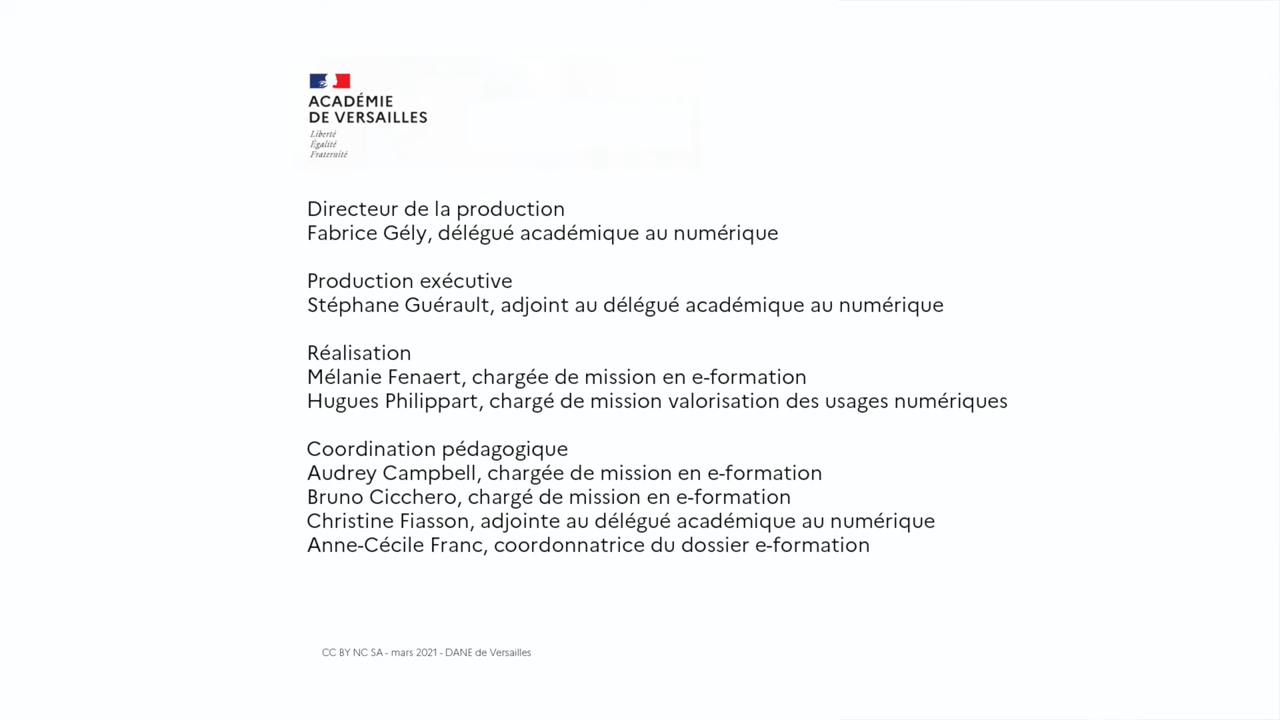 ACADÉMIE
DE VERSAILLES
Liberté
Égalité
Fraternité
Directeur de la production
Fabrice Gély, délégué académique au numérique
Production exécutive
Stéphane Guérault, adjoint au délégué académique au numérique
Réalisation
Mélanie Fenaert, chargée de mission en e-formation
Hugues Philippart, chargé de mission valorisation des usages numériques
Coordination pédagogique
Audrey Campbell, chargée de mission en e-formation
Bruno Cicchero, chargé de mission en e-formation
Christine Fiasson, adjointe au délégué académique au numérique
Anne-Cécile Franc, coordonnatrice du dossier e-formation
CC BY NC SA - mars 2021 - DANE de Versailles